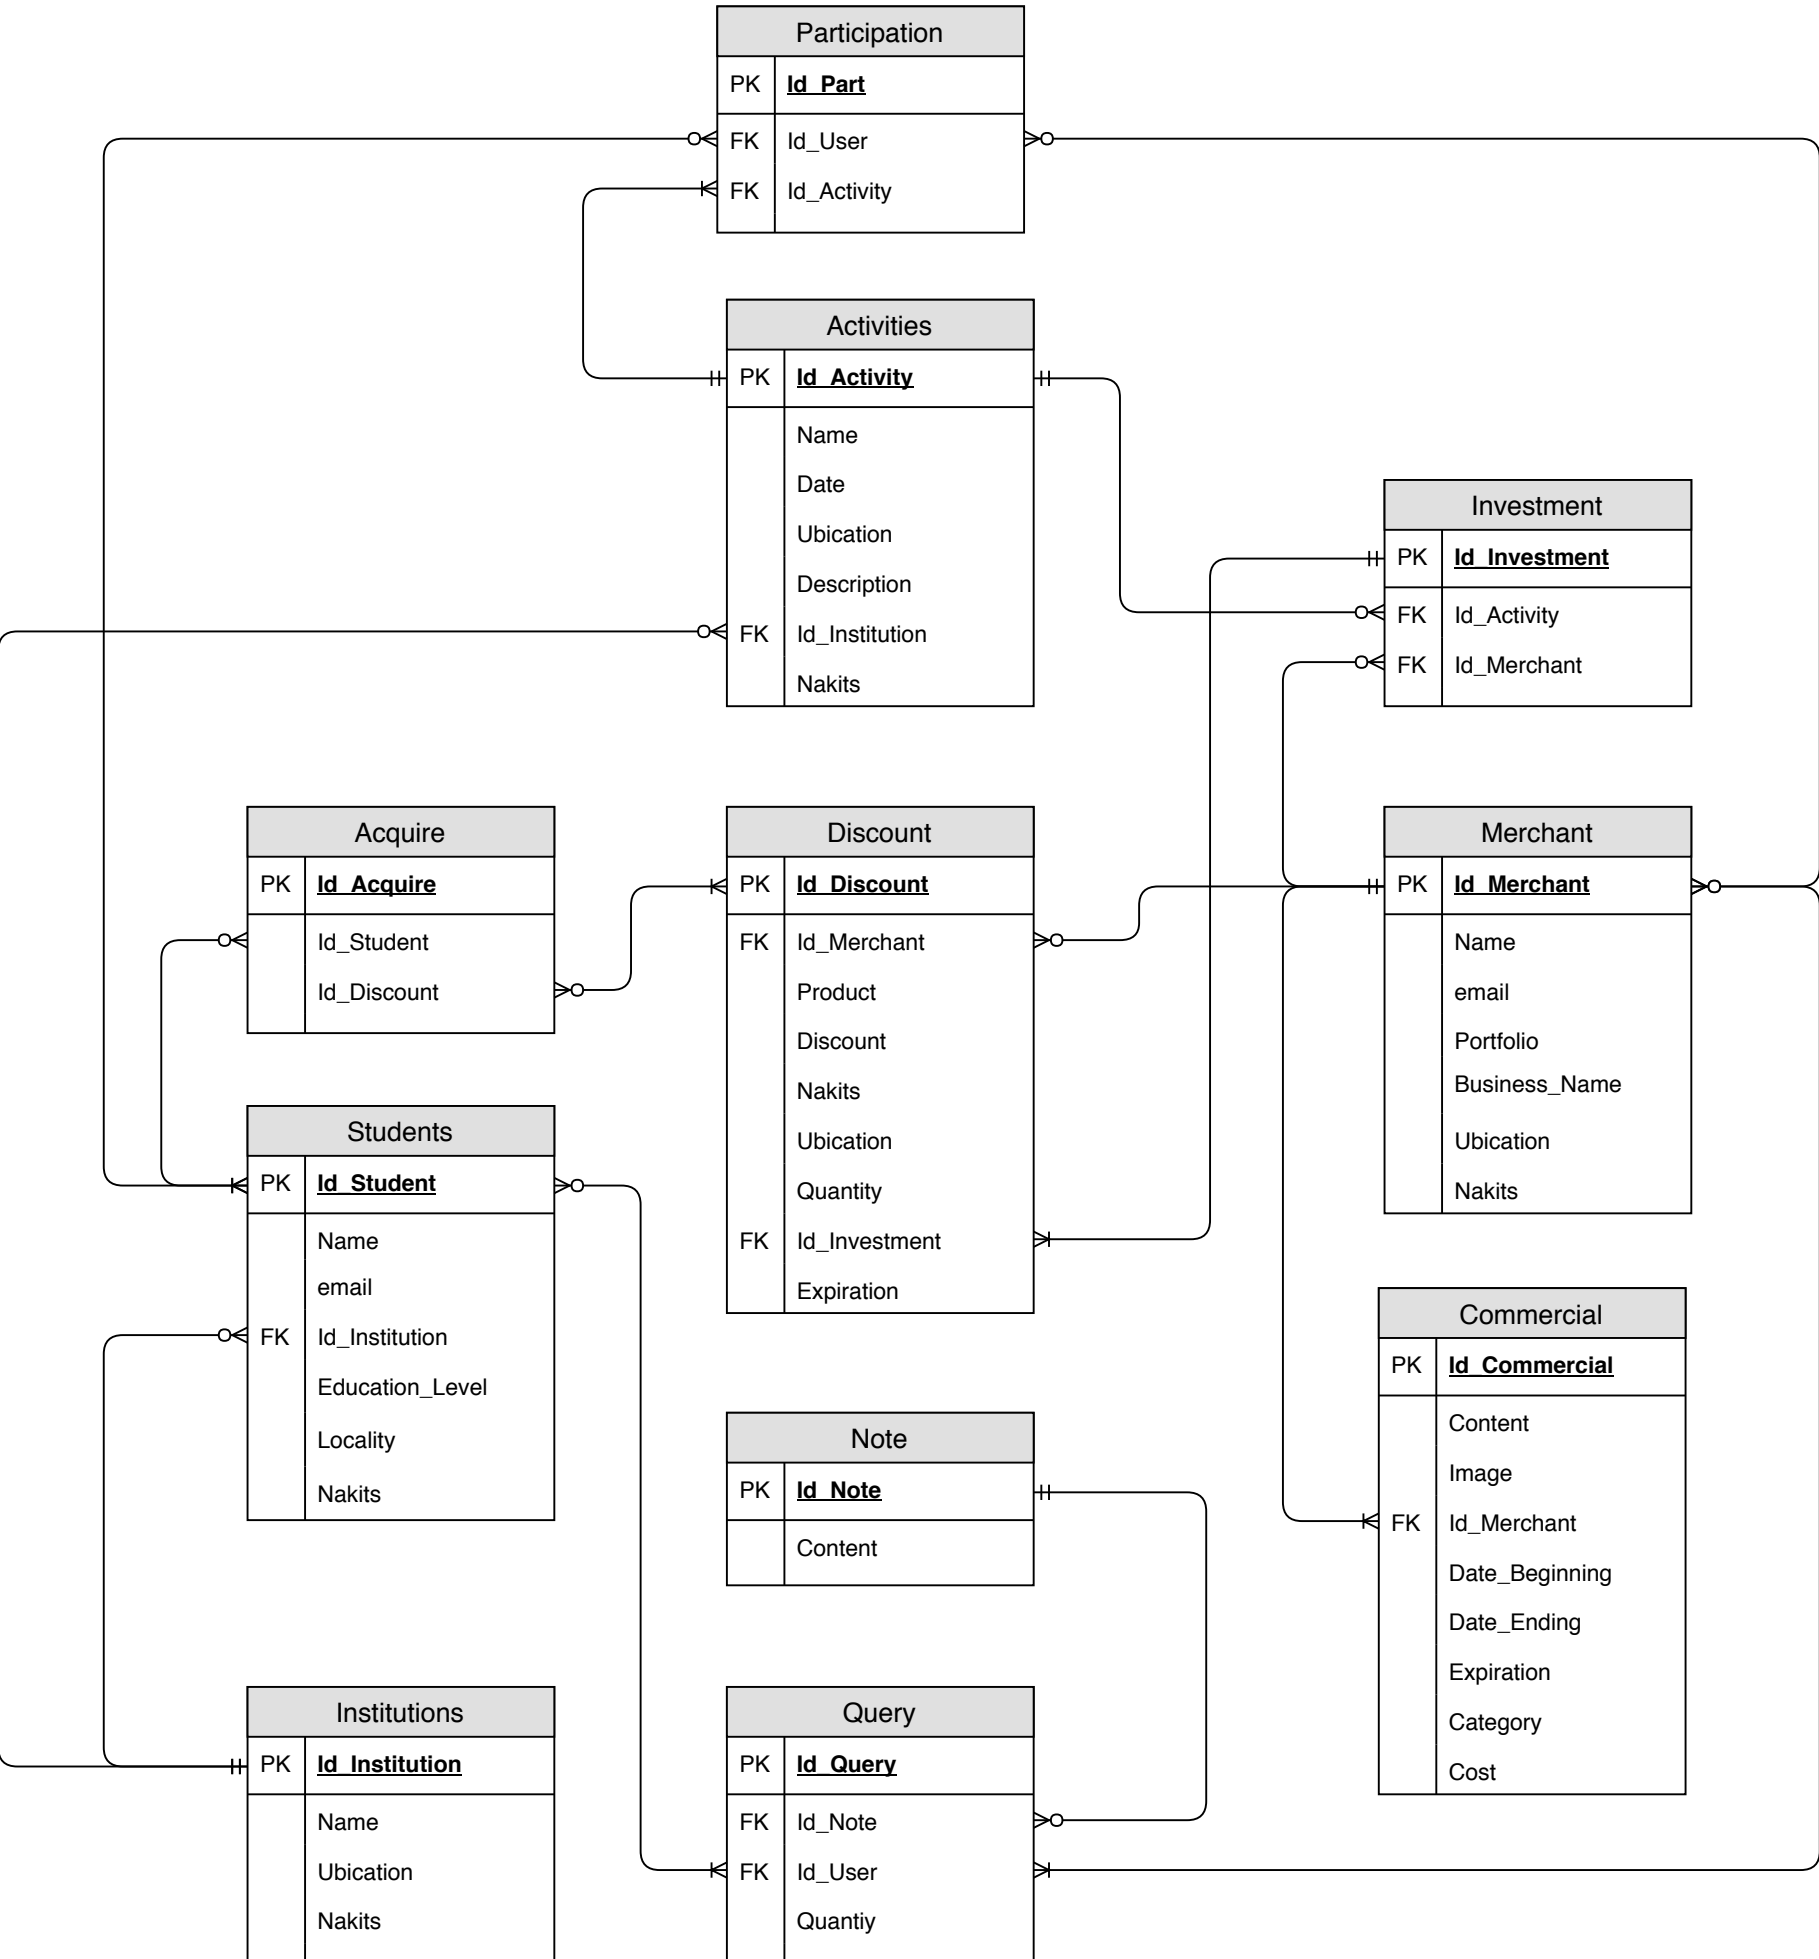 Participation
PK Id_Part
FK Id_User
FK Id_Activity
Activities
PK Id_Activity
Name
Date
Ubication
Description
FK Id_Institution
Nakits
Investment
PK Id_Investment
FK Id_Activity
FK Id_Merchant
Acquire
PK Id_Acquire
Id_Student
Id_Discount
Discount
PK Id_Discount
FK Id_Merchant
Product
Discount
Nakits
Ubication
Quantity
FK Id_Investment
Expiration
Merchant
PK Id_Merchant
Name
email
Portfolio
Business_Name
Ubication
Nakits
Students
PK Id_Student
Name
email
FK Id_Institution
Education_Level
Locality
Nakits
Note
PK Id_Note
Content
Commercial
PK Id_Commercial
Content
Image
FK Id_Merchant
Date_Beginning
Date_Ending
Expiration
Category
Cost
Institutions
PK Id_Institution
Name
Ubication
Nakits
Query
PK Id_Query
FK Id_Note
FK Id_User
Quantiy